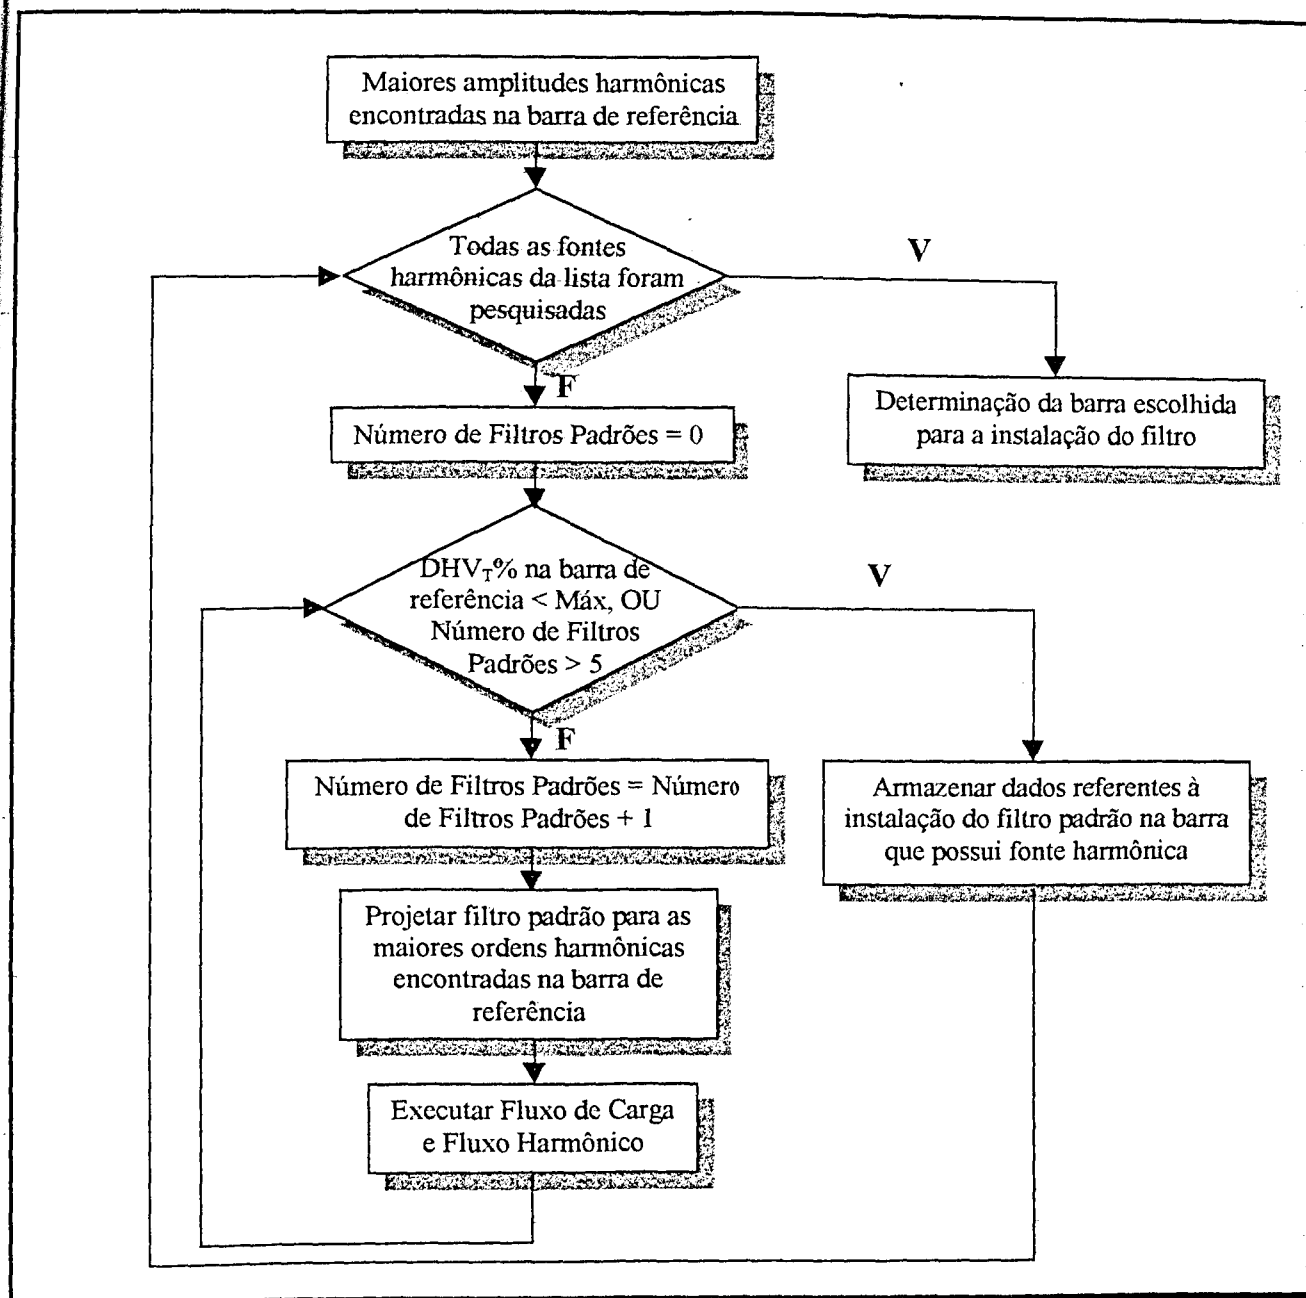 Maiores amplitudes harmônicas
encontradas na barra de referência
Todas as fontes
harmônicas da lista foram
pesquisadas
V
F
Determinação da barra escolhida
para a instalação do filtro
Número de Filtros Padrões = 0
DHV_T% na barra de
referência < Máx, OU
Número de Filtros
Padrões > 5
V
F
Número de Filtros Padrões = Número
de Filtros Padrões + 1
Armazenar dados referentes à
instalação do filtro padrão na barra
que possui fonte harmônica
Projetar filtro padrão para as
maiores ordens harmônicas
encontradas na barra de
referência
Executar Fluxo de Carga
e Fluxo Harmônico